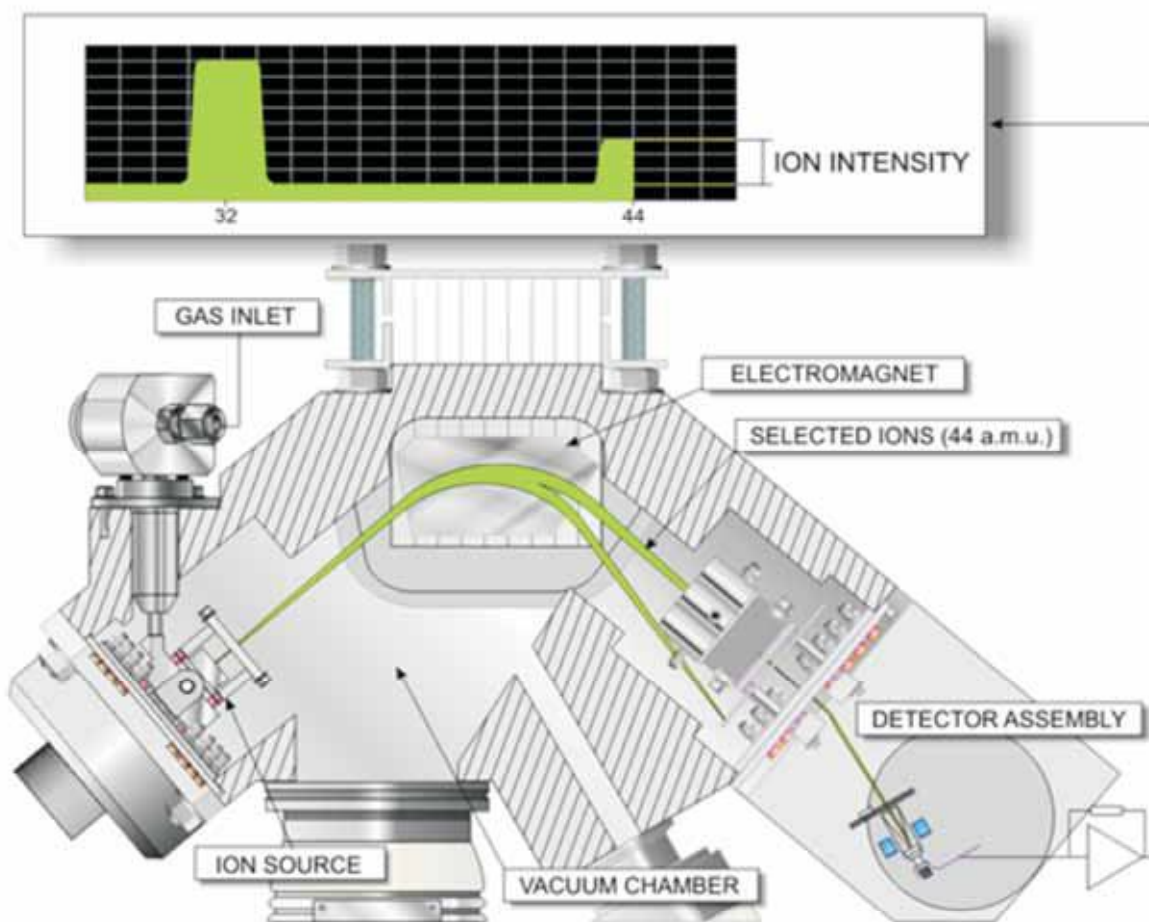 ION INTENSITY
32
44
GAS INLET
ELECTROMAGNET
SELECTED IONS (44 a.m.u.)
DETECTOR ASSEMBLY
ION SOURCE
VACUUM CHAMBER